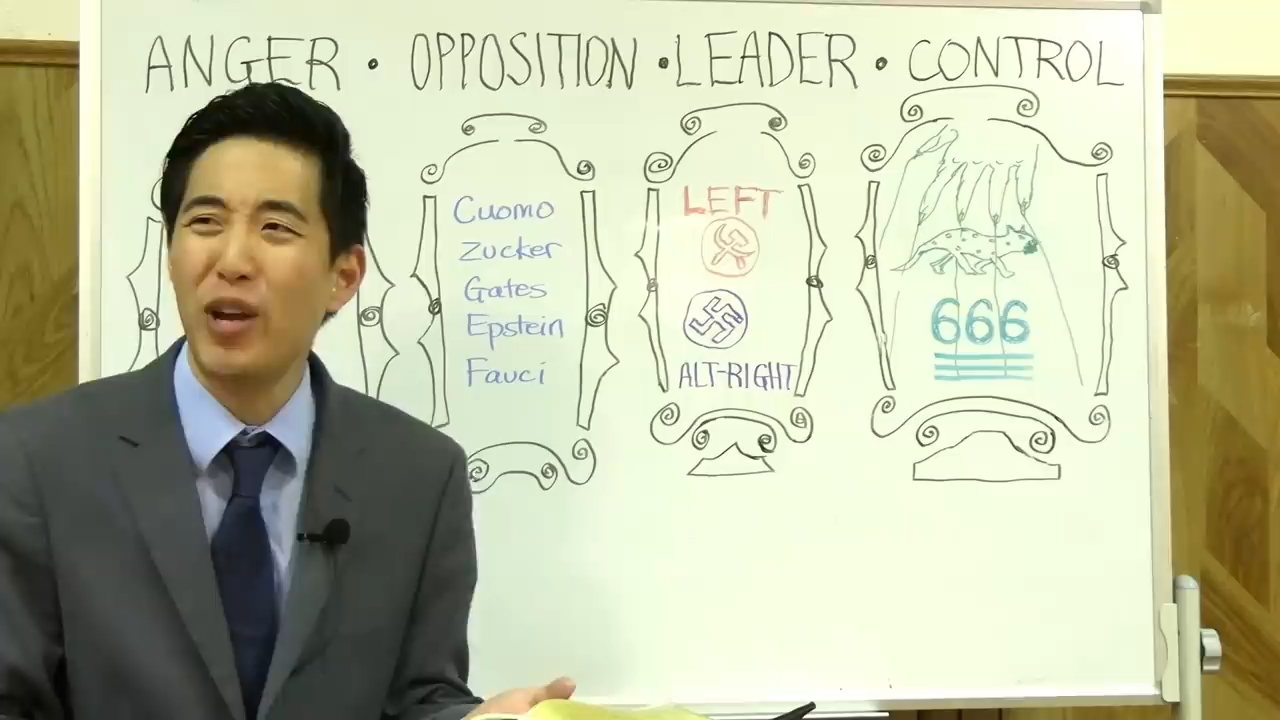 ANGER • OPPOSITION • LEADER • CONTROL
Cuomo
Zucker
Gates
Epstein
Fauci
LEFT
ALT-RIGHT
666